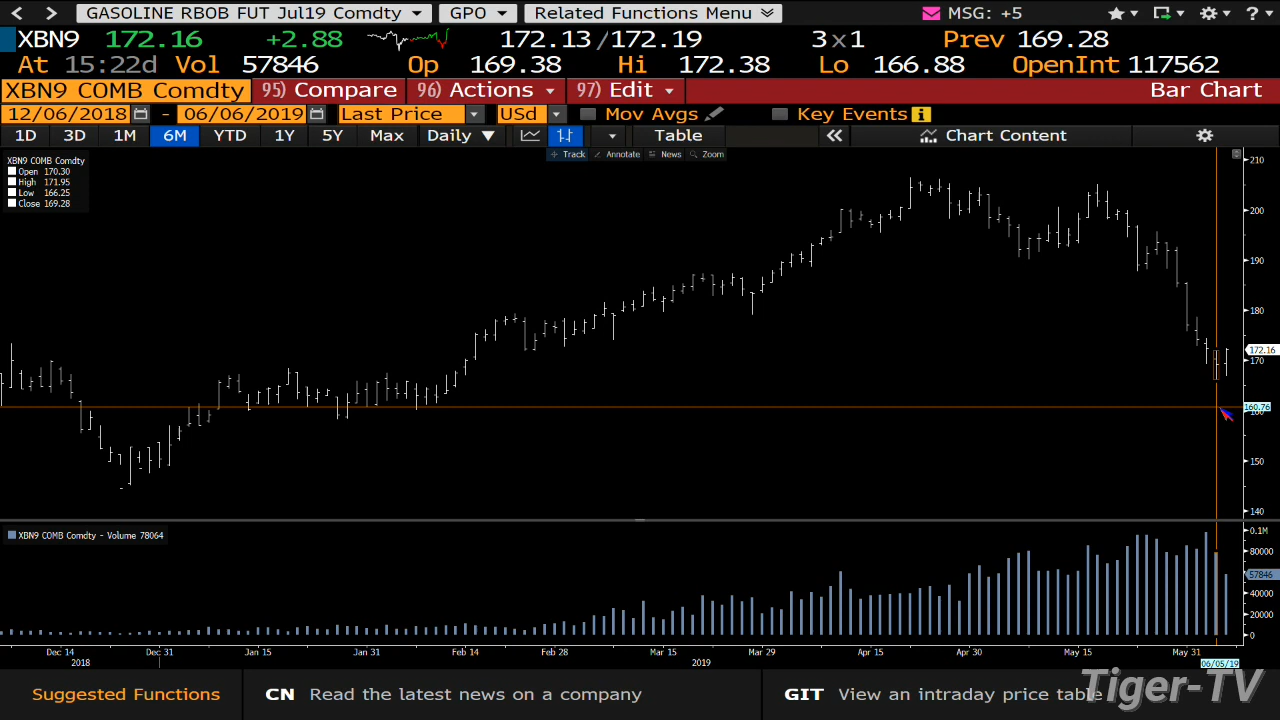 GASOLINE RBOB FUT Jul19 Comdty GPO Related Functions Menu MSG: +5 ?
XBN9 172.16 +2.88 172.13/172.19 3x1 Prev 169.28
At 15:22d Vol 57846 Op 169.38 Hi 172.38 Lo 166.88 OpenInt 117562
XBN9 COMB Comdty 95) Compare 96) Actions 97) Edit Bar Chart
12/06/2018 - 06/06/2019 Last Price USd Mov Avgs Key Events i
1D 3D 1M 6M YTD 1Y 5Y Max Daily Table Chart Content
Track Annotate News Zoom
XBN9 COMB Comdty
Open 170.30
High 171.95
Low 166.25
Close 169.28
210
200
190
180
172.16
170
160.76
160
150
140
XBN9 COMB Comdty - Volume 78064
0.1M
80000
57846
40000
20000
0
Dec 14 Dec 31 Jan 15 Jan 31 Feb 14 Feb 28 Mar 15 Mar 29 Apr 15 Apr 30 May 15 May 31
2018 2019 06/05/19
Suggested Functions CN Read the latest news on a company GIT View an intraday price table
Tiger-TV